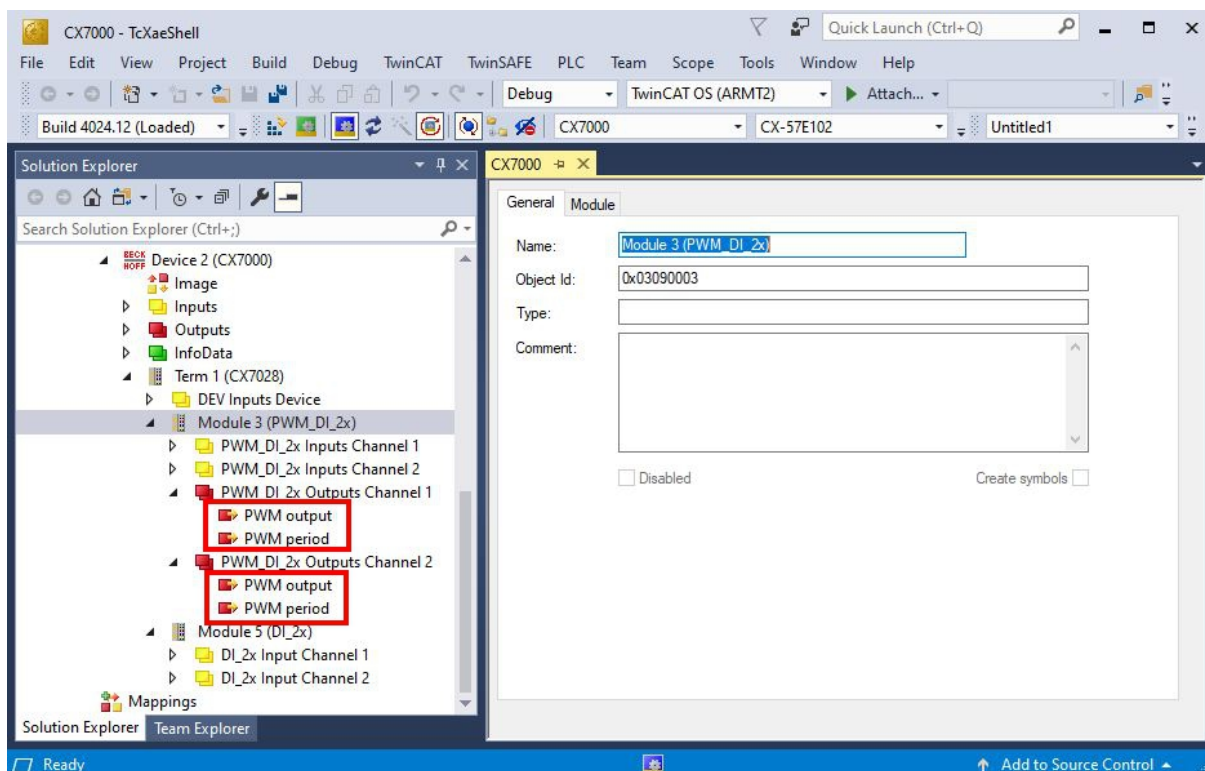 CX7000 - TcXaeShell
Quick Launch (Ctrl+Q)
File Edit View Project Build Debug TwinCAT TwinSAFE PLC Team Scope Tools Window Help
Debug TwinCAT OS (ARMT2) Attach...
Build 4024.12 (Loaded) CX7000 CX-57E102 Untitled1
Solution Explorer
Search Solution Explorer (Ctrl+;)
BECK
HOFF
Device 2 (CX7000)
Image
Inputs
Outputs
InfoData
Term 1 (CX7028)
DEV Inputs Device
Module 3 (PWM_DI_2x)
PWM_DI_2x Inputs Channel 1
PWM_DI_2x Inputs Channel 2
PWM_DI_2x Outputs Channel 1
PWM output
PWM period
PWM_DI_2x Outputs Channel 2
PWM output
PWM period
Module 5 (DI_2x)
DI_2x Input Channel 1
DI_2x Input Channel 2
Mappings
Solution Explorer Team Explorer
CX7000
General Module
Name: Module 3 (PWM_DI_2x)
Object Id: 0x03090003
Type:
Comment:
Disabled Create symbols
Ready Add to Source Control